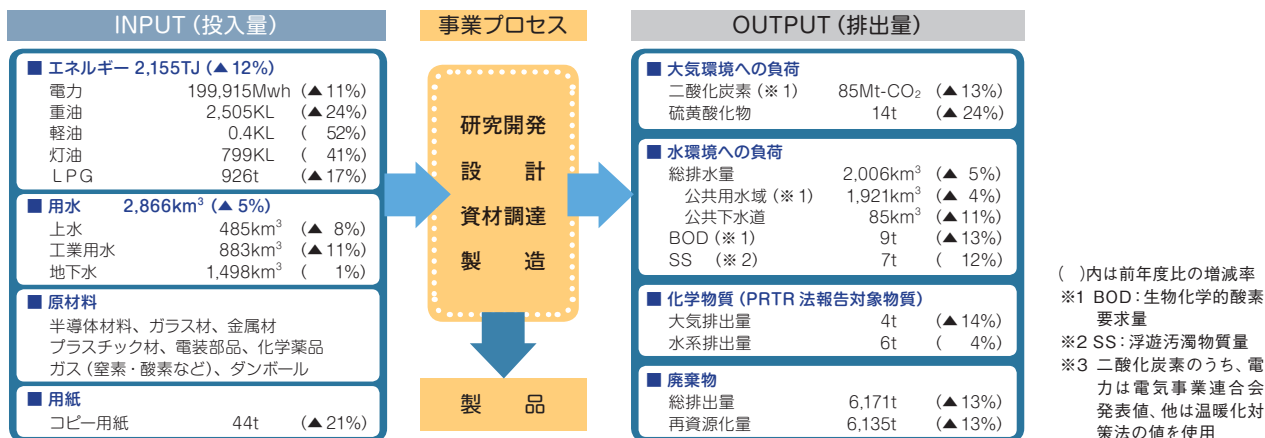 INPUT（投入量）
■ エネルギー 2,155TJ（▲12%）
電力 199,915Mwh（▲11%）
重油 2,505KL（▲24%）
軽油 0.4KL（ 52%）
灯油 799KL（ 41%）
LPG 926t（▲17%）
■ 用水 2,866km³（▲ 5%）
上水 485km³（▲ 8%）
工業用水 883km³（▲11%）
地下水 1,498km³（ 1%）
■ 原材料
半導体材料、ガラス材、金属材
プラスチック材、電装部品、化学薬品
ガス（窒素・酸素など）、ダンボール
■ 用紙
コピー用紙 44t（▲21%）
事業プロセス
研究開発
設 計
資材調達
製 造
製 品
OUTPUT（排出量）
■ 大気環境への負荷
二酸化炭素（※1） 85Mt-CO₂（▲13%）
硫黄酸化物 14t（▲24%）
■ 水環境への負荷
総排水量 2,006km³（▲ 5%）
公共用水域（※1） 1,921km³（▲ 4%）
公共下水道 85km³（▲11%）
BOD（※1） 9t（▲13%）
SS （※2） 7t（ 12%）
■ 化学物質（PRTR法報告対象物質）
大気排出量 4t（▲14%）
水系排出量 6t（ 4%）
■ 廃棄物
総排出量 6,171t（▲13%）
再資源化量 6,135t（▲13%）
（ ）内は前年度比の増減率
※1 BOD：生物化学的酸素
要求量
※2 SS：浮遊汚濁物質量
※3 二酸化炭素のうち、電
力は電気事業連合会
発表値、他は温暖化対
策法の値を使用